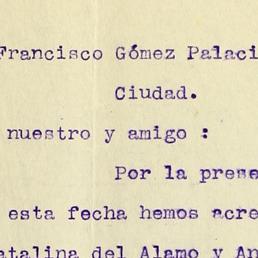 Francisco Gómez Palaci
Ciudad.
nuestro y amigo :
Por la prese
esta fecha hemos acre
atalina del Alamo y An